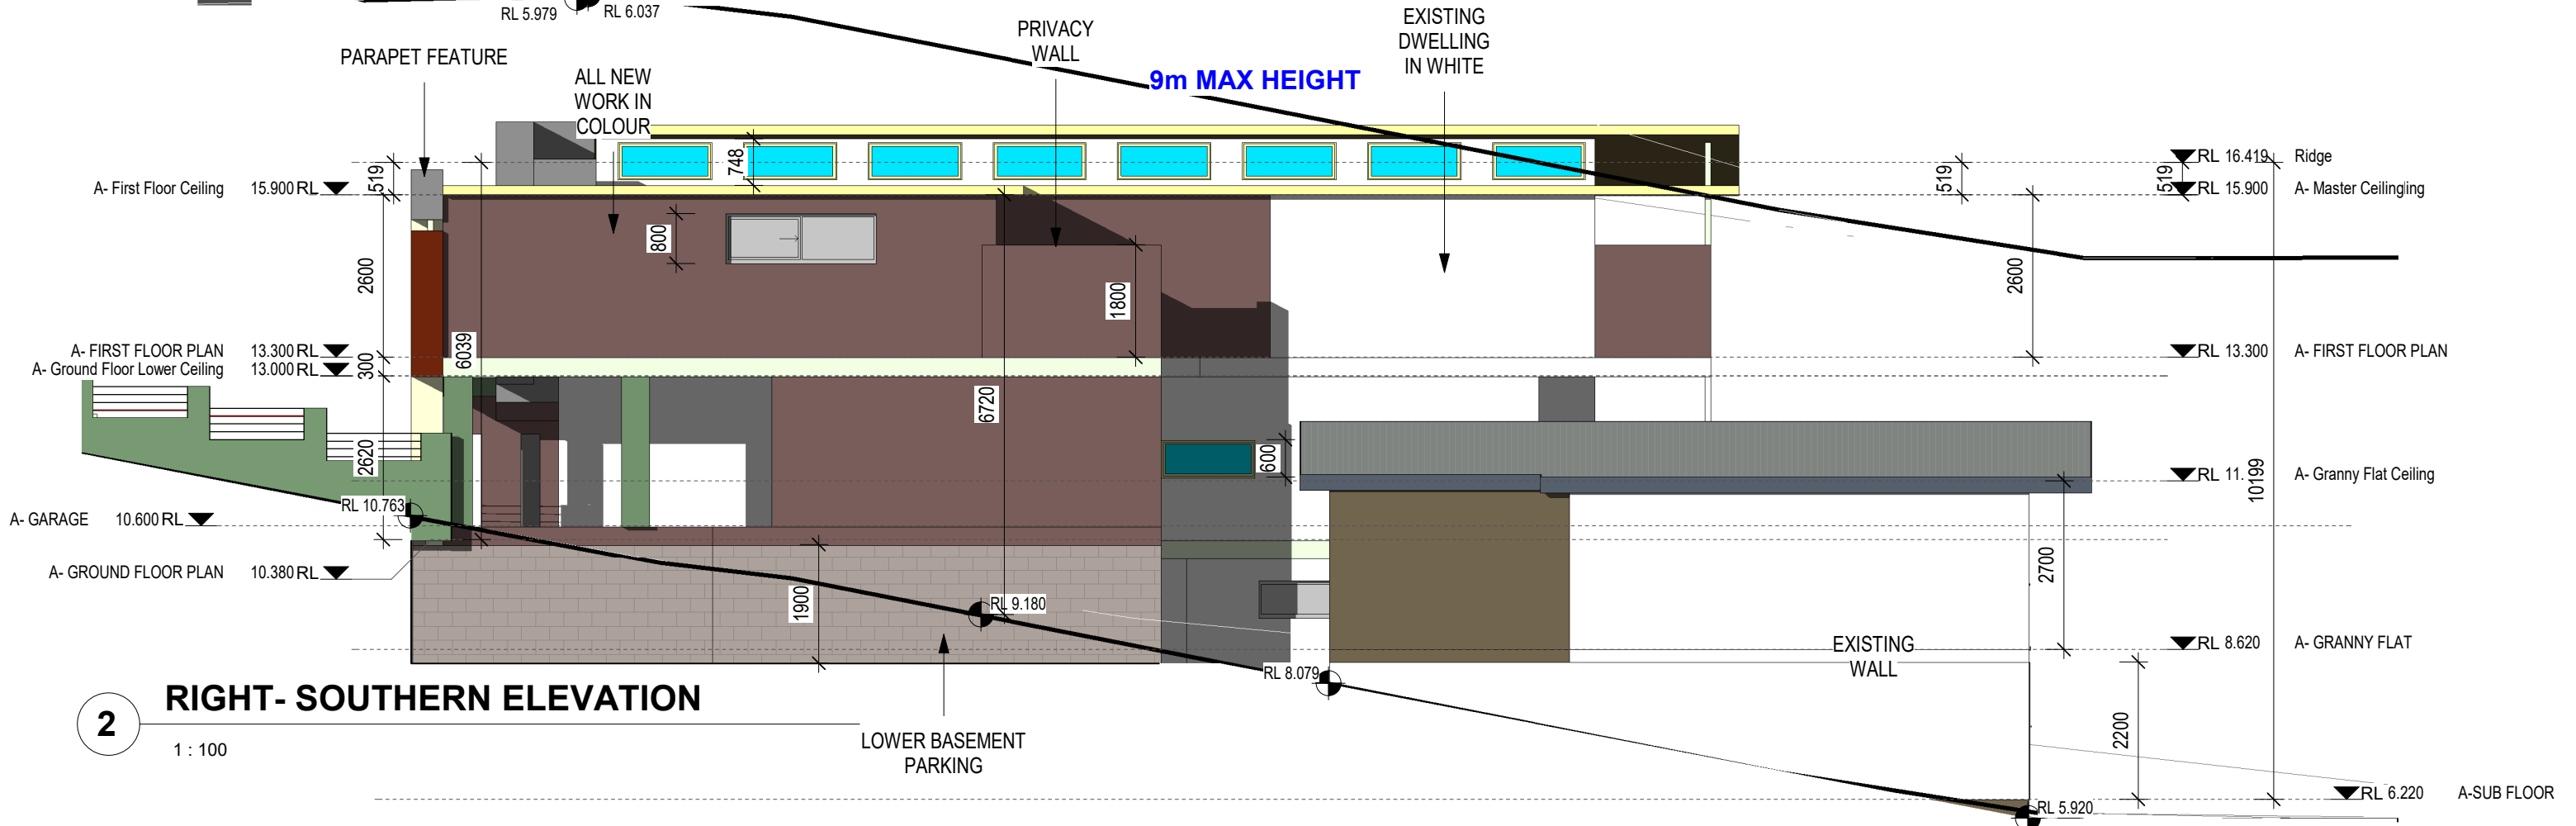 RL 5.979
RL 6.037
PARAPET FEATURE
ALL NEW
WORK IN
COLOUR
PRIVACY
WALL
9m MAX HEIGHT
EXISTING
DWELLING
IN WHITE
A- First Floor Ceiling 15.900 RL
519
748
519
519
RL 16.419 Ridge
RL 15.900 A- Master Ceiling
2600
800
1800
2600
A- FIRST FLOOR PLAN 13.300 RL
A- Ground Floor Lower Ceiling 13.000 RL
300
6039
RL 13.300 A- FIRST FLOOR PLAN
6720
2620
600
RL 11. A- Granny Flat Ceiling
10199
RL 10.763
A- GARAGE 10.600 RL
A- GROUND FLOOR PLAN 10.380 RL
1900
RL 9.180
2700
EXISTING
WALL
RL 8.620 A- GRANNY FLAT
RL 8.079
2200
2
RIGHT- SOUTHERN ELEVATION
1 : 100
LOWER BASEMENT
PARKING
RL 6.220 A-SUB FLOOR
RL 5.920